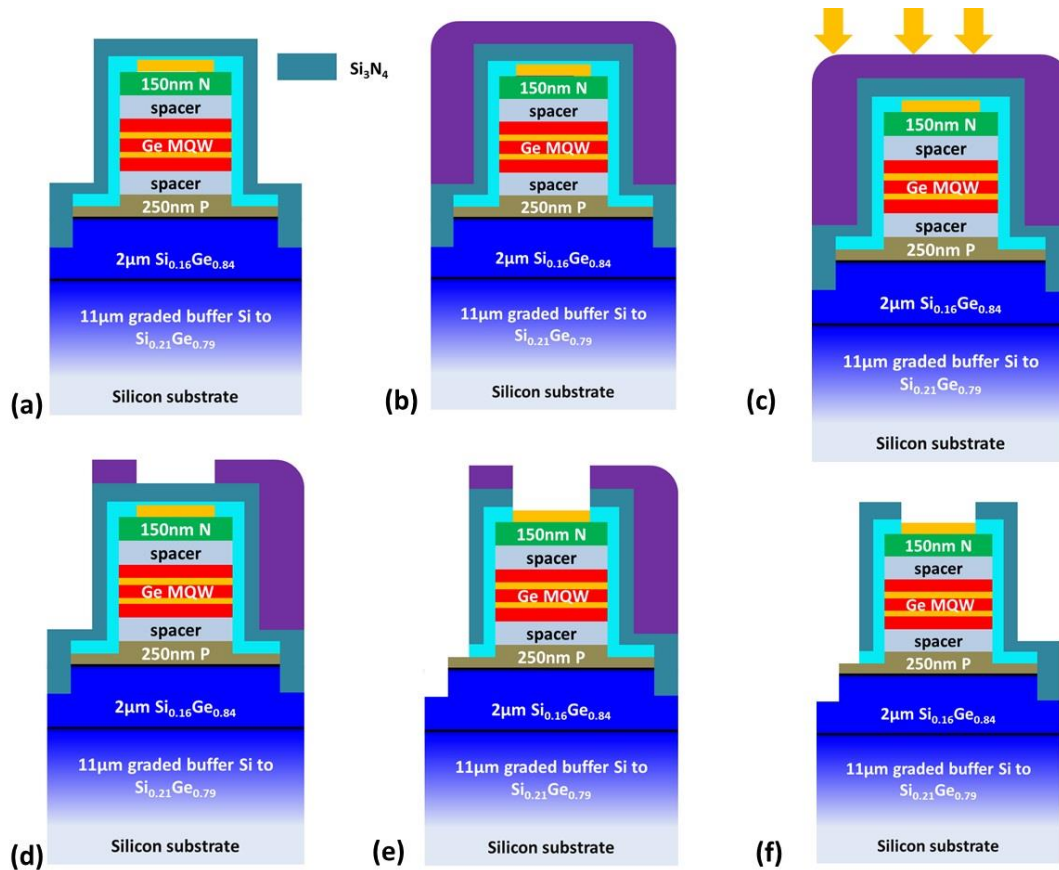 Si₃N₄
150nm N
spacer
Ge MQW
spacer
250nm P
2µm Si₀.₁₆Ge₀.₈₄
11µm graded buffer Si to
Si₀.₂₁Ge₀.₇₉
Silicon substrate
(a)
150nm N
spacer
Ge MQW
spacer
250nm P
2µm Si₀.₁₆Ge₀.₈₄
11µm graded buffer Si to
Si₀.₂₁Ge₀.₇₉
Silicon substrate
(b)
150nm N
spacer
Ge MQW
spacer
250nm P
2µm Si₀.₁₆Ge₀.₈₄
11µm graded buffer Si to
Si₀.₂₁Ge₀.₇₉
Silicon substrate
(c)
150nm N
spacer
Ge MQW
spacer
250nm P
2µm Si₀.₁₆Ge₀.₈₄
11µm graded buffer Si to
Si₀.₂₁Ge₀.₇₉
Silicon substrate
(d)
150nm N
spacer
Ge MQW
spacer
250nm P
2µm Si₀.₁₆Ge₀.₈₄
11µm graded buffer Si to
Si₀.₂₁Ge₀.₇₉
Silicon substrate
(e)
150nm N
spacer
Ge MQW
spacer
250nm P
2µm Si₀.₁₆Ge₀.₈₄
11µm graded buffer Si to
Si₀.₂₁Ge₀.₇₉
Silicon substrate
(f)